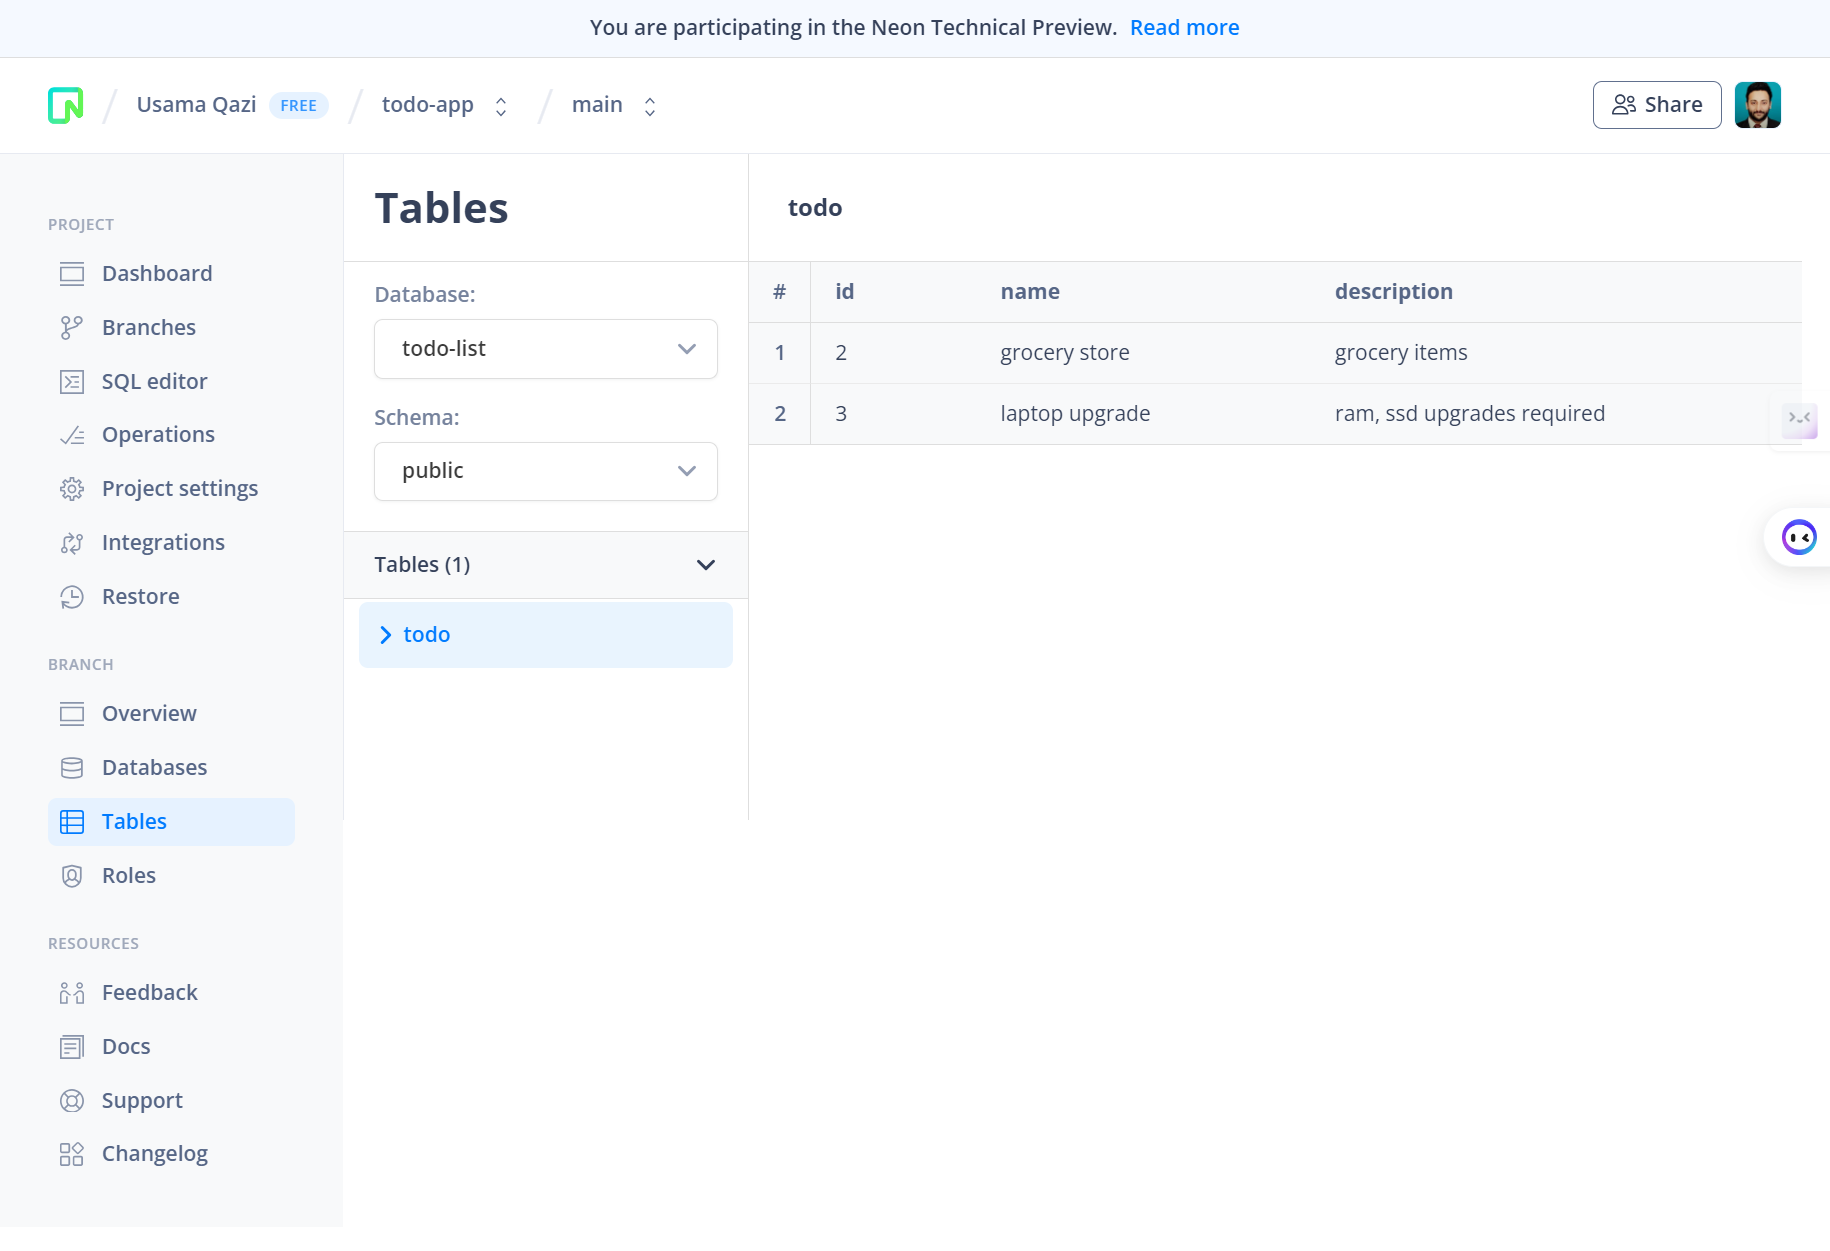 You are participating in the Neon Technical Preview. Read more
Usama Qazi FREE todo-app main Share
PROJECT
Dashboard
Branches
SQL editor
Operations
Project settings
Integrations
Restore
BRANCH
Overview
Databases
Tables
Roles
RESOURCES
Feedback
Docs
Support
Changelog
Tables
Database:
todo-list
Schema:
public
Tables (1)
todo
todo
# id name description
1 2 grocery store grocery items
2 3 laptop upgrade ram, ssd upgrades required